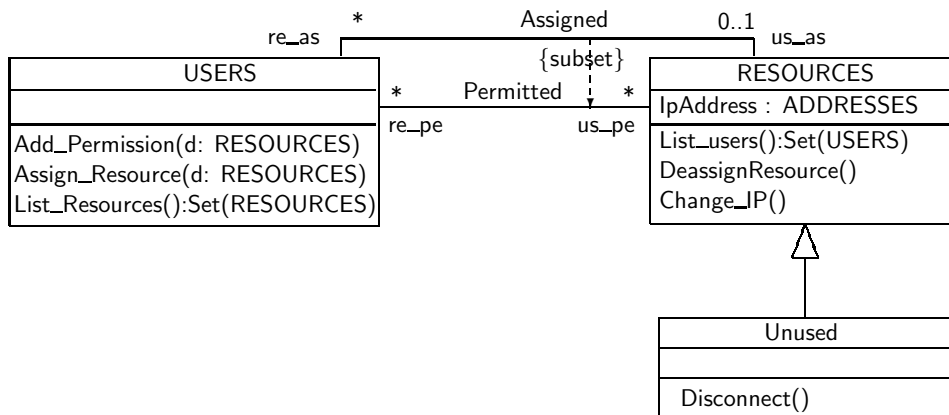 * Assigned 0..1
re_as us_as
{subset}
USERS
RESOURCES
* Permitted *
re_pe us_pe
IpAddress : ADDRESSES
Add_Permission(d: RESOURCES)
Assign_Resource(d: RESOURCES)
List_Resources():Set(RESOURCES)
List_users():Set(USERS)
DeassignResource()
Change_IP()
Unused
Disconnect()